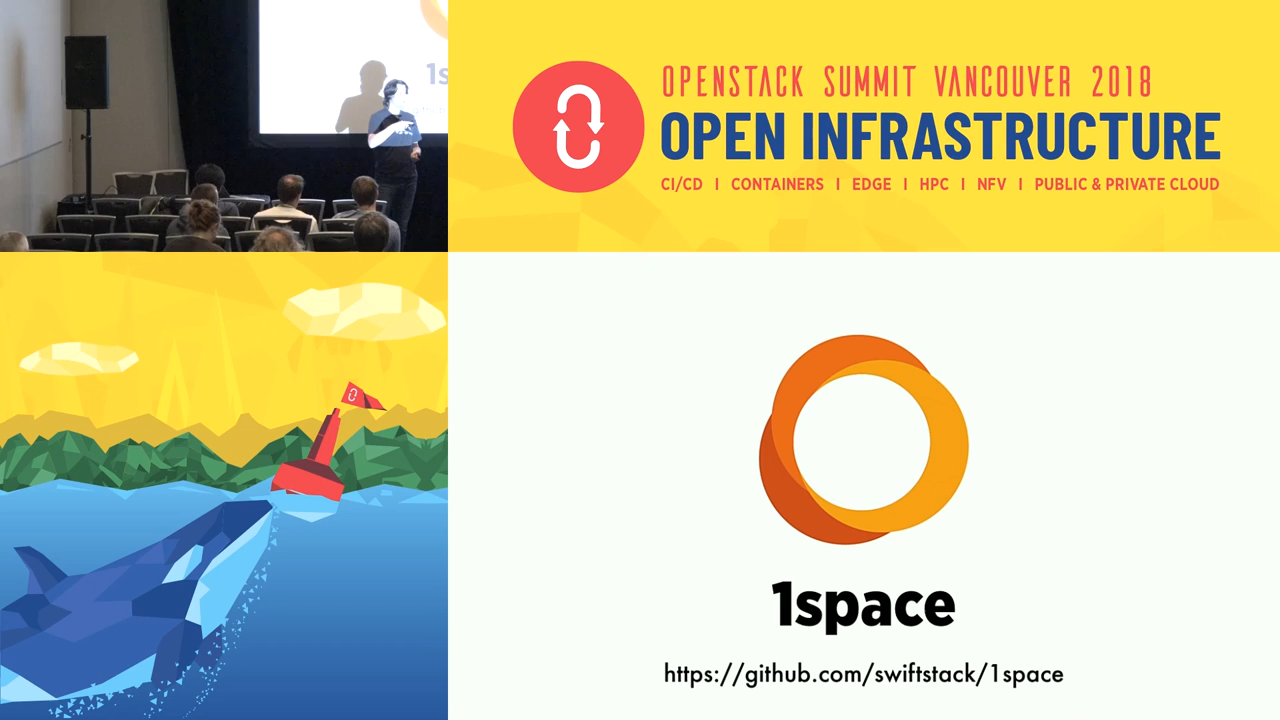 1s
OPENSTACK SUMMIT VANCOUVER 2018
OPEN INFRASTRUCTURE
CI/CD | CONTAINERS | EDGE | HPC | NFV | PUBLIC & PRIVATE CLOUD
1space
https://github.com/swiftstack/1space